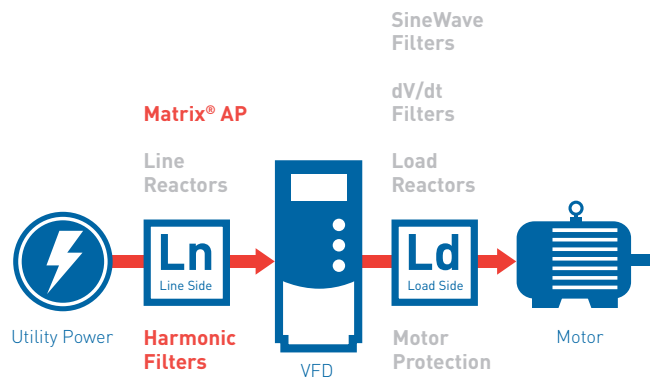 SineWave
Filters
dV/dt
Filters
Matrix® AP
Line
Reactors
Load
Reactors
Ln
Line Side
Ld
Load Side
Utility Power
Harmonic
Filters
VFD
Motor
Protection
Motor